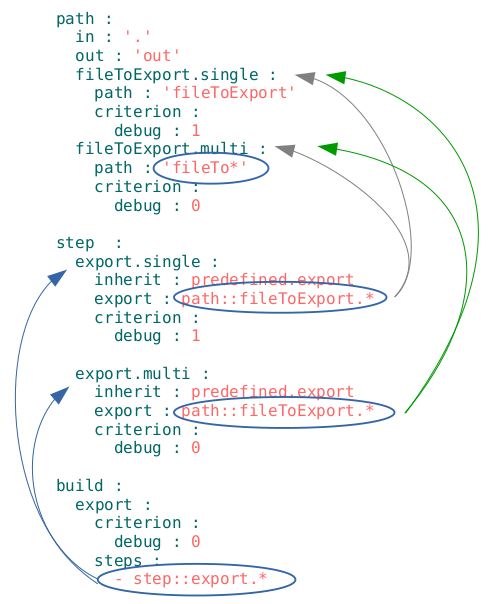 path :
in : '.'
out : 'out'
fileToExport.single :
path : 'fileToExport'
criterion :
debug : 1
fileToExport.multi :
path : 'fileTo*'
criterion :
debug : 0
step  :
export.single :
inherit : predefined.export
export : path::fileToExport.*
criterion :
debug : 1
export.multi :
inherit : predefined.export
export : path::fileToExport.*
criterion :
debug : 0
build :
export :
criterion :
debug : 0
steps :
- step::export.*